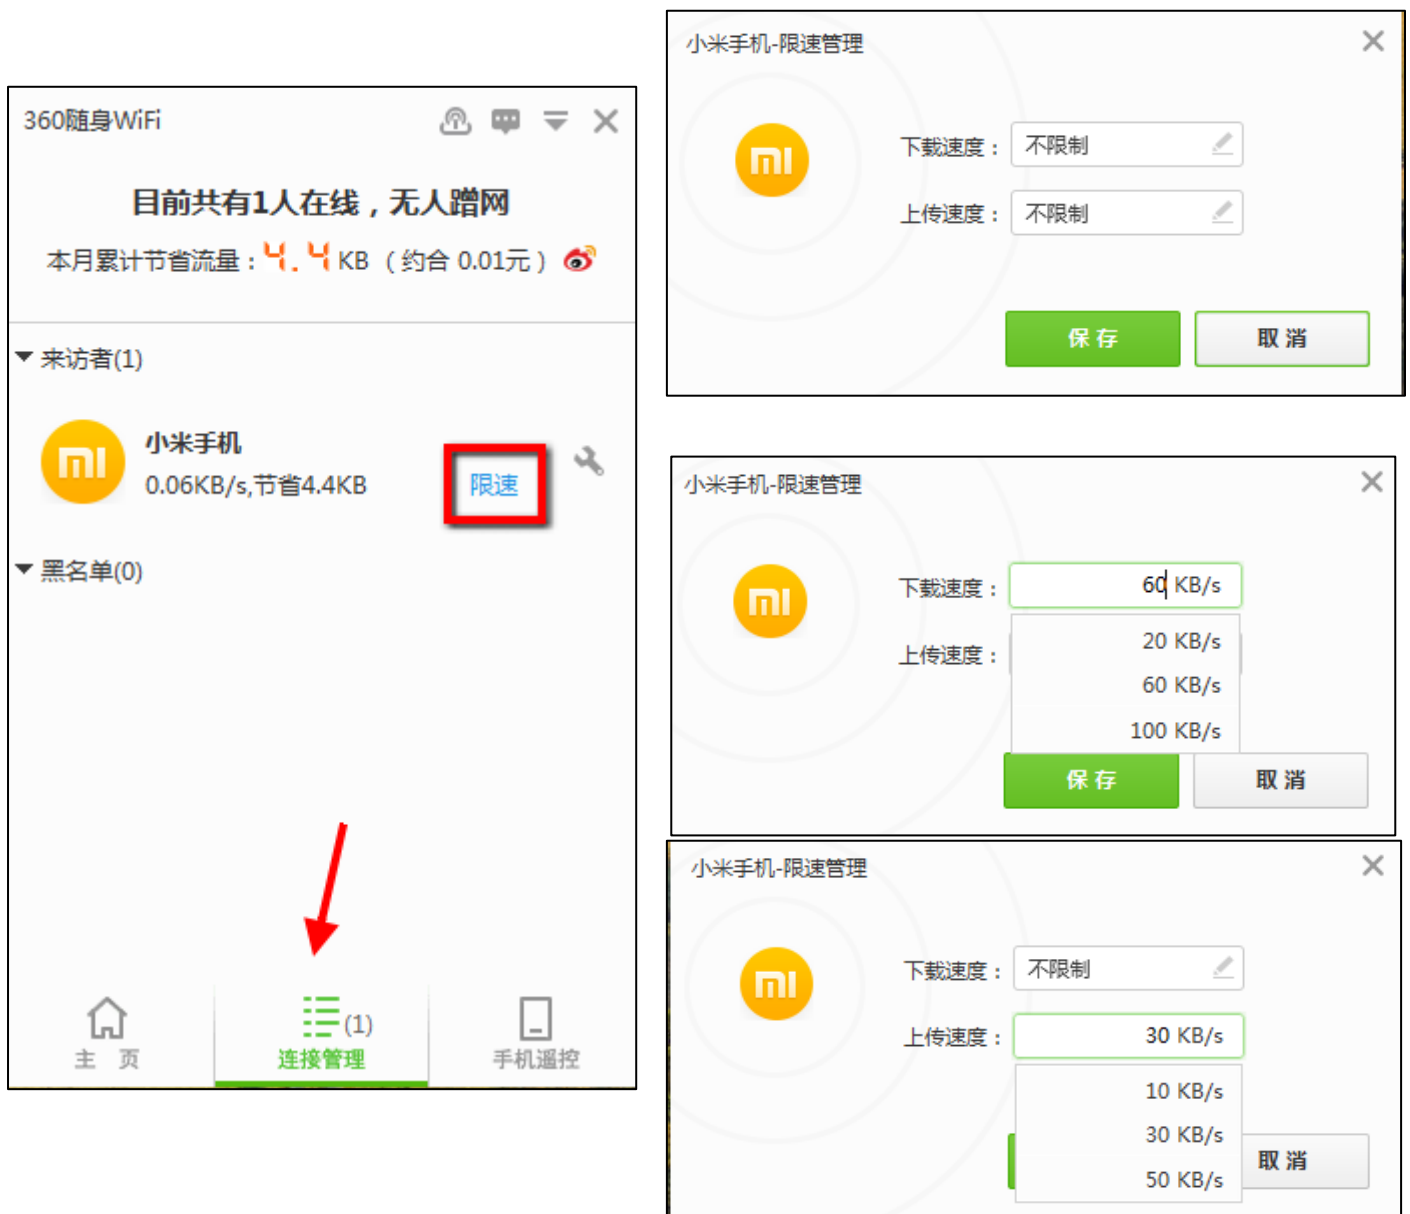 360随身WiFi
目前共有1人在线，无人蹭网
本月累计节省流量：4.4 KB （约合 0.01元）
来访者(1)
mi
小米手机
0.06KB/s,节省4.4KB
限速
黑名单(0)
主 页
(1)
连接管理
手机遥控
小米手机-限速管理
mi
下载速度： 不限制
上传速度： 不限制
保存 取消
小米手机-限速管理
mi
下载速度： 60 KB/s
20 KB/s
上传速度：
60 KB/s
100 KB/s
保存 取消
小米手机-限速管理
mi
下载速度： 不限制
上传速度： 30 KB/s
10 KB/s
30 KB/s
取消
50 KB/s